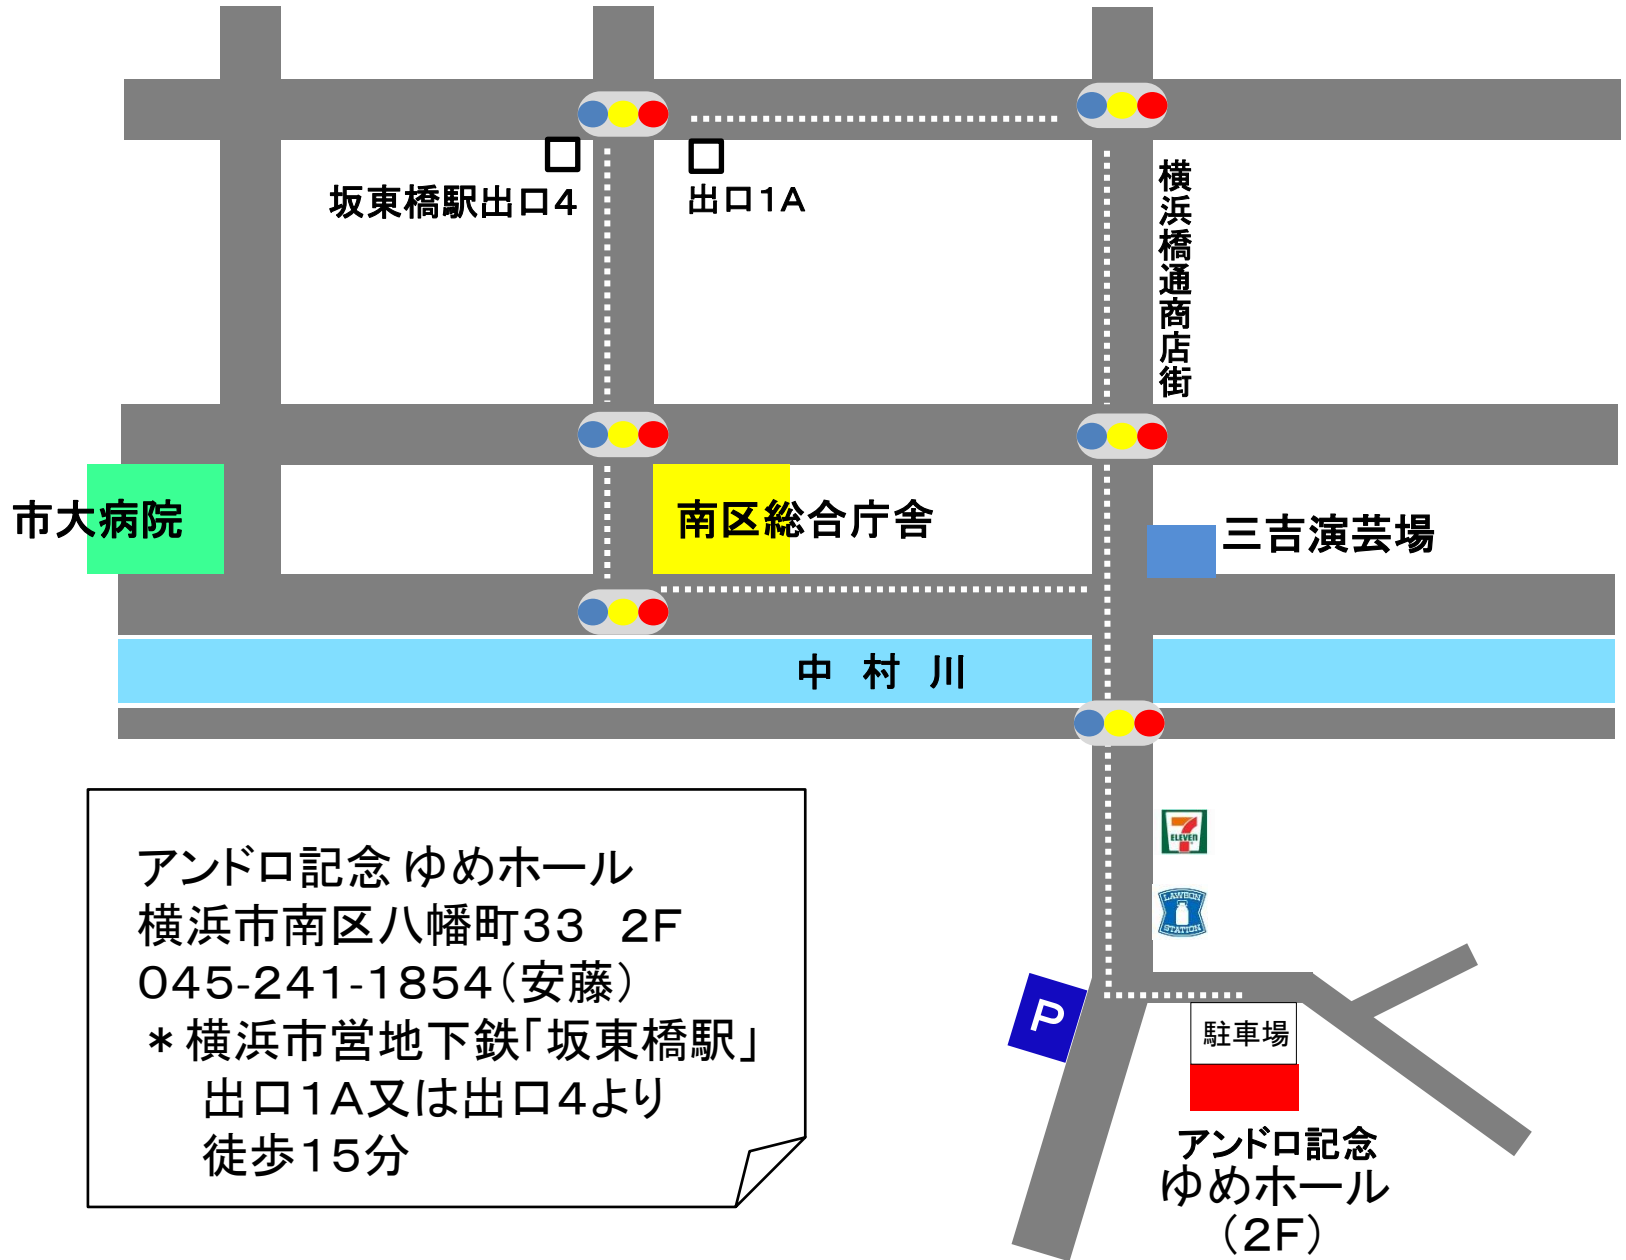 坂東橋駅出口4
出口1A
横浜橋通商店街
市大病院
南区総合庁舎
三吉演芸場
中 村 川
7
ELEVEN
LAWSON
STATION
アンドロ記念 ゆめホール
横浜市南区八幡町33 2F
045-241-1854(安藤)
*横浜市営地下鉄「坂東橋駅」
出口1A又は出口4より
徒歩15分
P
駐車場
アンドロ記念
ゆめホール
(2F)